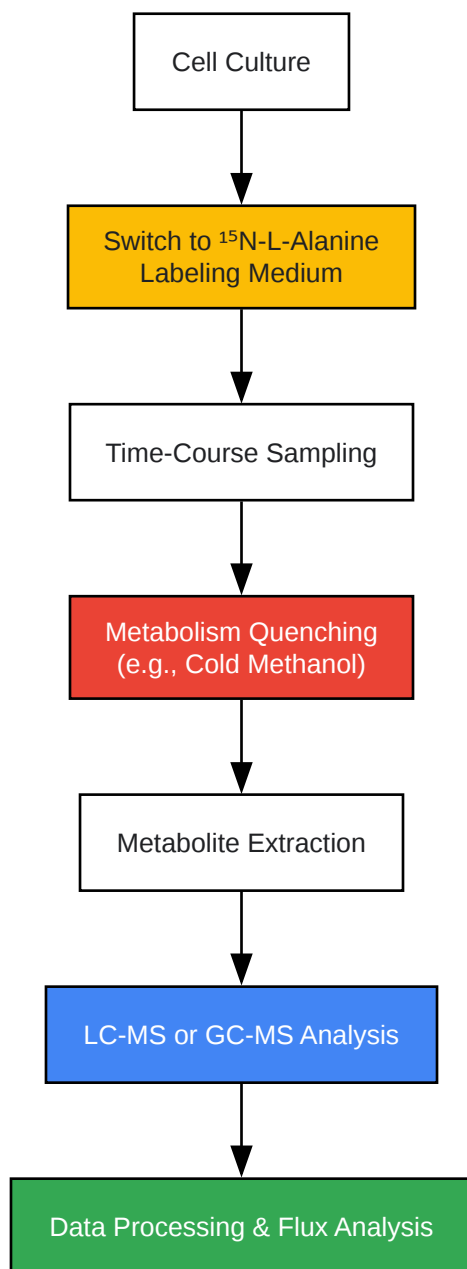 Cell Culture
Switch to ¹⁵N-L-Alanine
Labeling Medium
Time-Course Sampling
Metabolism Quenching
(e.g., Cold Methanol)
Metabolite Extraction
LC-MS or GC-MS Analysis
Data Processing & Flux Analysis